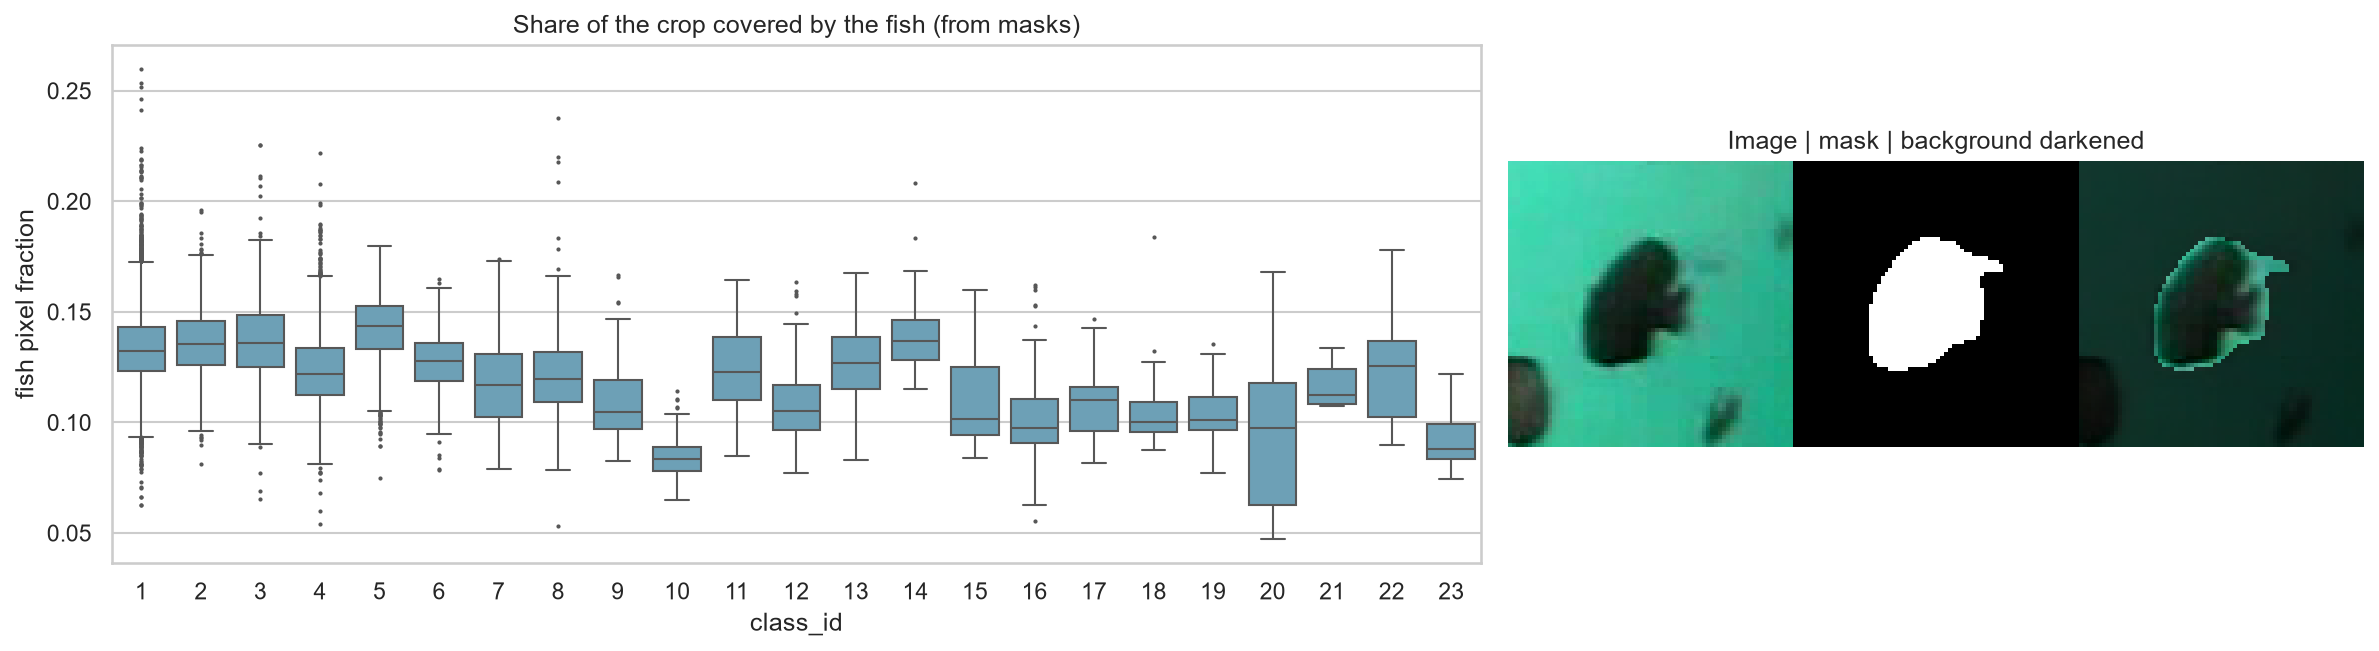 Share of the crop covered by the fish (from masks)
fish pixel fraction
0.25
0.20
0.15
0.10
0.05
1 2 3 4 5 6 7 8 9 10 11 12 13 14 15 16 17 18 19 20 21 22 23
class_id
Image | mask | background darkened